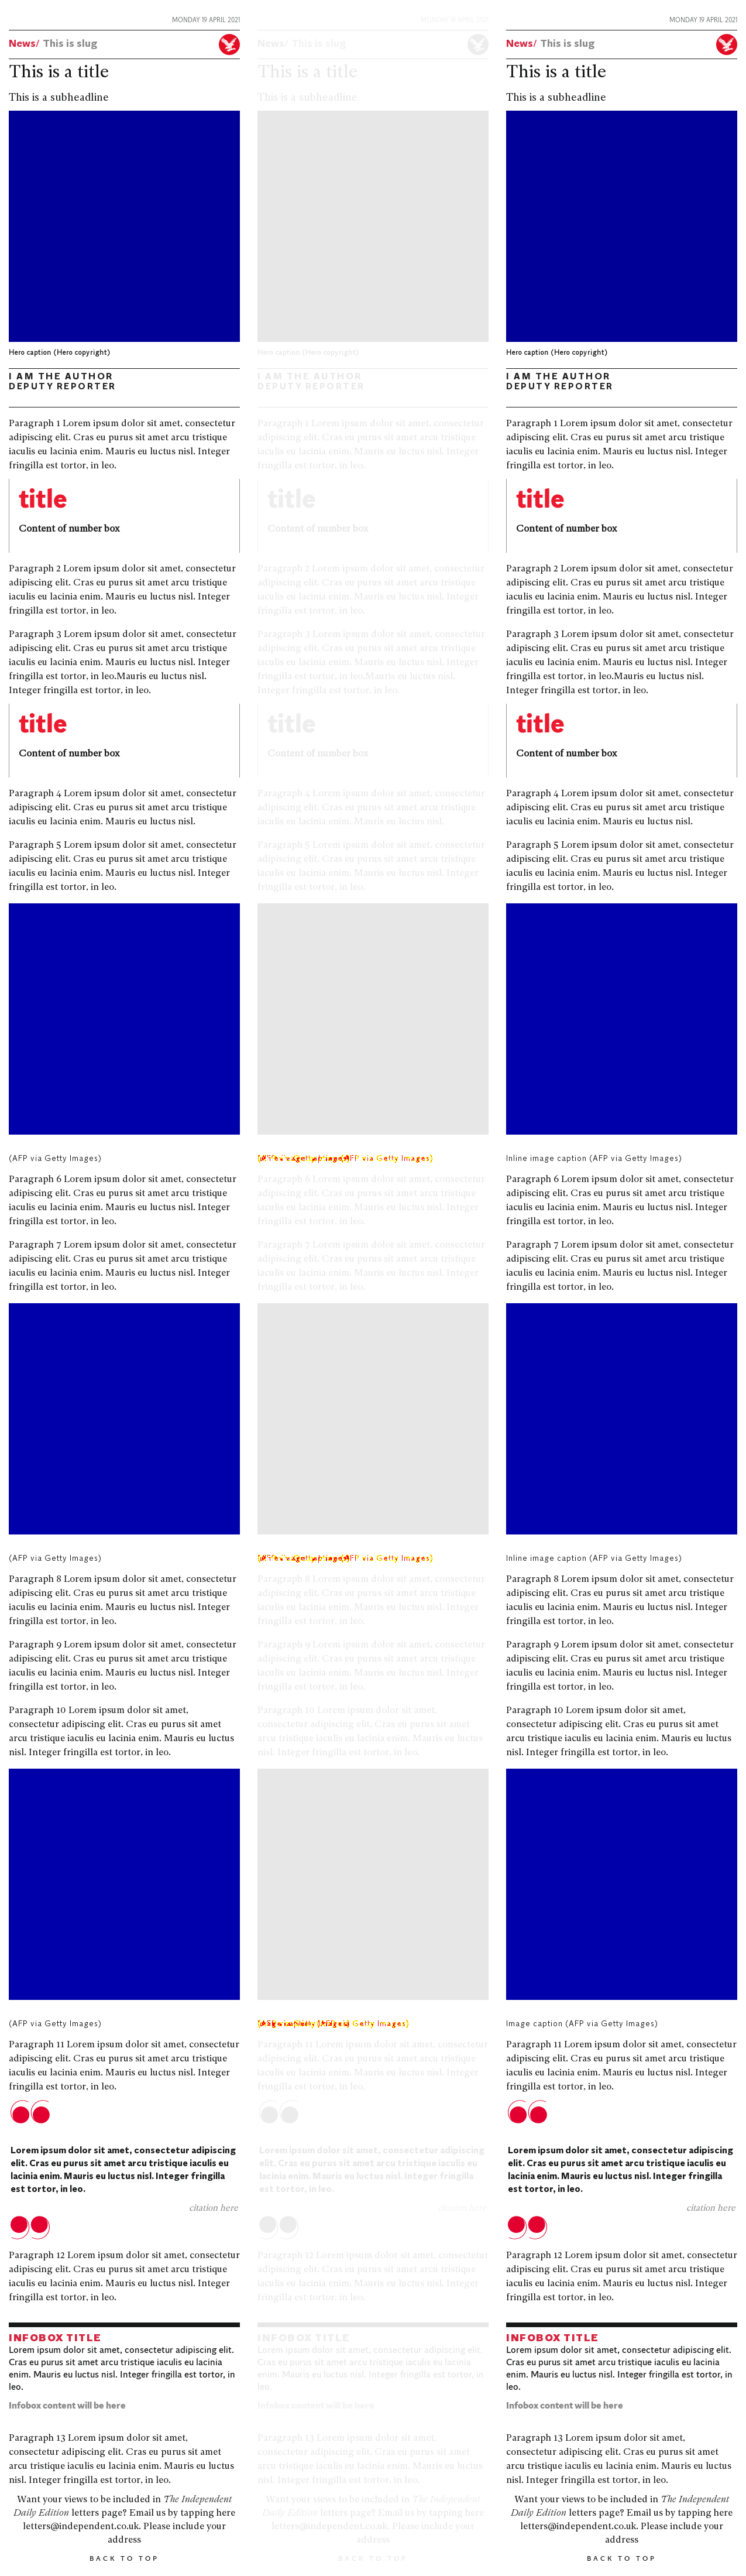 MONDAY 19 APRIL 2021
News/ This is slug
This is a title
This is a subheadline
Hero caption (Hero copyright)
I AM THE AUTHOR
DEPUTY REPORTER
Paragraph 1 Lorem ipsum dolor sit amet, consectetur
adipiscing elit. Cras eu purus sit amet arcu tristique
iaculis eu lacinia enim. Mauris eu luctus nisl. Integer
fringilla est tortor, in leo.
title
Content of number box
Paragraph 2 Lorem ipsum dolor sit amet, consectetur
adipiscing elit. Cras eu purus sit amet arcu tristique
iaculis eu lacinia enim. Mauris eu luctus nisl. Integer
fringilla est tortor, in leo.
Paragraph 3 Lorem ipsum dolor sit amet, consectetur
adipiscing elit. Cras eu purus sit amet arcu tristique
iaculis eu lacinia enim. Mauris eu luctus nisl. Integer
fringilla est tortor, in leo.Mauris eu luctus nisl.
Integer fringilla est tortor, in leo.
title
Content of number box
Paragraph 4 Lorem ipsum dolor sit amet, consectetur
adipiscing elit. Cras eu purus sit amet arcu tristique
iaculis eu lacinia enim. Mauris eu luctus nisl.
Paragraph 5 Lorem ipsum dolor sit amet, consectetur
adipiscing elit. Cras eu purus sit amet arcu tristique
iaculis eu lacinia enim. Mauris eu luctus nisl. Integer
fringilla est tortor, in leo.
(AFP via Getty Images)
Paragraph 6 Lorem ipsum dolor sit amet, consectetur
adipiscing elit. Cras eu purus sit amet arcu tristique
iaculis eu lacinia enim. Mauris eu luctus nisl. Integer
fringilla est tortor, in leo.
Paragraph 7 Lorem ipsum dolor sit amet, consectetur
adipiscing elit. Cras eu purus sit amet arcu tristique
iaculis eu lacinia enim. Mauris eu luctus nisl. Integer
fringilla est tortor, in leo.
(AFP via Getty Images)
Paragraph 8 Lorem ipsum dolor sit amet, consectetur
adipiscing elit. Cras eu purus sit amet arcu tristique
iaculis eu lacinia enim. Mauris eu luctus nisl. Integer
fringilla est tortor, in leo.
Paragraph 9 Lorem ipsum dolor sit amet, consectetur
adipiscing elit. Cras eu purus sit amet arcu tristique
iaculis eu lacinia enim. Mauris eu luctus nisl. Integer
fringilla est tortor, in leo.
Paragraph 10 Lorem ipsum dolor sit amet,
consectetur adipiscing elit. Cras eu purus sit amet
arcu tristique iaculis eu lacinia enim. Mauris eu luctus
nisl. Integer fringilla est tortor, in leo.
(AFP via Getty Images)
Paragraph 11 Lorem ipsum dolor sit amet, consectetur
adipiscing elit. Cras eu purus sit amet arcu tristique
iaculis eu lacinia enim. Mauris eu luctus nisl. Integer
fringilla est tortor, in leo.
Lorem ipsum dolor sit amet, consectetur adipiscing
elit. Cras eu purus sit amet arcu tristique iaculis eu
lacinia enim. Mauris eu luctus nisl. Integer fringilla
est tortor, in leo.
citation here
Paragraph 12 Lorem ipsum dolor sit amet, consectetur
adipiscing elit. Cras eu purus sit amet arcu tristique
iaculis eu lacinia enim. Mauris eu luctus nisl. Integer
fringilla est tortor, in leo.
INFOBOX TITLE
Lorem ipsum dolor sit amet, consectetur adipiscing elit.
Cras eu purus sit amet arcu tristique iaculis eu lacinia
enim. Mauris eu luctus nisl. Integer fringilla est tortor, in
leo.
Infobox content will be here
Paragraph 13 Lorem ipsum dolor sit amet,
consectetur adipiscing elit. Cras eu purus sit amet
arcu tristique iaculis eu lacinia enim. Mauris eu luctus
nisl. Integer fringilla est tortor, in leo.
Want your views to be included in The Independent
Daily Edition letters page? Email us by tapping here
letters@independent.co.uk. Please include your
address
BACK TO TOP
MONDAY 19 APRIL 2021
News/ This is slug
This is a title
This is a subheadline
Hero caption (Hero copyright)
I AM THE AUTHOR
DEPUTY REPORTER
Paragraph 1 Lorem ipsum dolor sit amet, consectetur
adipiscing elit. Cras eu purus sit amet arcu tristique
iaculis eu lacinia enim. Mauris eu luctus nisl. Integer
fringilla est tortor, in leo.
title
Content of number box
Paragraph 2 Lorem ipsum dolor sit amet, consectetur
adipiscing elit. Cras eu purus sit amet arcu tristique
iaculis eu lacinia enim. Mauris eu luctus nisl. Integer
fringilla est tortor, in leo.
Paragraph 3 Lorem ipsum dolor sit amet, consectetur
adipiscing elit. Cras eu purus sit amet arcu tristique
iaculis eu lacinia enim. Mauris eu luctus nisl. Integer
fringilla est tortor, in leo.Mauris eu luctus nisl.
Integer fringilla est tortor, in leo.
title
Content of number box
Paragraph 4 Lorem ipsum dolor sit amet, consectetur
adipiscing elit. Cras eu purus sit amet arcu tristique
iaculis eu lacinia enim. Mauris eu luctus nisl.
Paragraph 5 Lorem ipsum dolor sit amet, consectetur
adipiscing elit. Cras eu purus sit amet arcu tristique
iaculis eu lacinia enim. Mauris eu luctus nisl. Integer
fringilla est tortor, in leo.
Paragraph 6 Lorem ipsum dolor sit amet, consectetur
adipiscing elit. Cras eu purus sit amet arcu tristique
iaculis eu lacinia enim. Mauris eu luctus nisl. Integer
fringilla est tortor, in leo.
Paragraph 7 Lorem ipsum dolor sit amet, consectetur
adipiscing elit. Cras eu purus sit amet arcu tristique
iaculis eu lacinia enim. Mauris eu luctus nisl. Integer
fringilla est tortor, in leo.
Paragraph 8 Lorem ipsum dolor sit amet, consectetur
adipiscing elit. Cras eu purus sit amet arcu tristique
iaculis eu lacinia enim. Mauris eu luctus nisl. Integer
fringilla est tortor, in leo.
Paragraph 9 Lorem ipsum dolor sit amet, consectetur
adipiscing elit. Cras eu purus sit amet arcu tristique
iaculis eu lacinia enim. Mauris eu luctus nisl. Integer
fringilla est tortor, in leo.
Paragraph 10 Lorem ipsum dolor sit amet,
consectetur adipiscing elit. Cras eu purus sit amet
arcu tristique iaculis eu lacinia enim. Mauris eu luctus
nisl. Integer fringilla est tortor, in leo.
Paragraph 11 Lorem ipsum dolor sit amet, consectetur
adipiscing elit. Cras eu purus sit amet arcu tristique
iaculis eu lacinia enim. Mauris eu luctus nisl. Integer
fringilla est tortor, in leo.
Lorem ipsum dolor sit amet, consectetur adipiscing
elit. Cras eu purus sit amet arcu tristique iaculis eu
lacinia enim. Mauris eu luctus nisl. Integer fringilla
est tortor, in leo.
citation here
Paragraph 12 Lorem ipsum dolor sit amet, consectetur
adipiscing elit. Cras eu purus sit amet arcu tristique
iaculis eu lacinia enim. Mauris eu luctus nisl. Integer
fringilla est tortor, in leo.
INFOBOX TITLE
Lorem ipsum dolor sit amet, consectetur adipiscing elit.
Cras eu purus sit amet arcu tristique iaculis eu lacinia
enim. Mauris eu luctus nisl. Integer fringilla est tortor, in
leo.
Infobox content will be here
Paragraph 13 Lorem ipsum dolor sit amet,
consectetur adipiscing elit. Cras eu purus sit amet
arcu tristique iaculis eu lacinia enim. Mauris eu luctus
nisl. Integer fringilla est tortor, in leo.
Want your views to be included in The Independent
Daily Edition letters page? Email us by tapping here
letters@independent.co.uk. Please include your
address
BACK TO TOP
MONDAY 19 APRIL 2021
News/ This is slug
This is a title
This is a subheadline
Hero caption (Hero copyright)
I AM THE AUTHOR
DEPUTY REPORTER
Paragraph 1 Lorem ipsum dolor sit amet, consectetur
adipiscing elit. Cras eu purus sit amet arcu tristique
iaculis eu lacinia enim. Mauris eu luctus nisl. Integer
fringilla est tortor, in leo.
title
Content of number box
Paragraph 2 Lorem ipsum dolor sit amet, consectetur
adipiscing elit. Cras eu purus sit amet arcu tristique
iaculis eu lacinia enim. Mauris eu luctus nisl. Integer
fringilla est tortor, in leo.
Paragraph 3 Lorem ipsum dolor sit amet, consectetur
adipiscing elit. Cras eu purus sit amet arcu tristique
iaculis eu lacinia enim. Mauris eu luctus nisl. Integer
fringilla est tortor, in leo.Mauris eu luctus nisl.
Integer fringilla est tortor, in leo.
title
Content of number box
Paragraph 4 Lorem ipsum dolor sit amet, consectetur
adipiscing elit. Cras eu purus sit amet arcu tristique
iaculis eu lacinia enim. Mauris eu luctus nisl.
Paragraph 5 Lorem ipsum dolor sit amet, consectetur
adipiscing elit. Cras eu purus sit amet arcu tristique
iaculis eu lacinia enim. Mauris eu luctus nisl. Integer
fringilla est tortor, in leo.
Inline image caption (AFP via Getty Images)
Paragraph 6 Lorem ipsum dolor sit amet, consectetur
adipiscing elit. Cras eu purus sit amet arcu tristique
iaculis eu lacinia enim. Mauris eu luctus nisl. Integer
fringilla est tortor, in leo.
Paragraph 7 Lorem ipsum dolor sit amet, consectetur
adipiscing elit. Cras eu purus sit amet arcu tristique
iaculis eu lacinia enim. Mauris eu luctus nisl. Integer
fringilla est tortor, in leo.
Inline image caption (AFP via Getty Images)
Paragraph 8 Lorem ipsum dolor sit amet, consectetur
adipiscing elit. Cras eu purus sit amet arcu tristique
iaculis eu lacinia enim. Mauris eu luctus nisl. Integer
fringilla est tortor, in leo.
Paragraph 9 Lorem ipsum dolor sit amet, consectetur
adipiscing elit. Cras eu purus sit amet arcu tristique
iaculis eu lacinia enim. Mauris eu luctus nisl. Integer
fringilla est tortor, in leo.
Paragraph 10 Lorem ipsum dolor sit amet,
consectetur adipiscing elit. Cras eu purus sit amet
arcu tristique iaculis eu lacinia enim. Mauris eu luctus
nisl. Integer fringilla est tortor, in leo.
Image caption (AFP via Getty Images)
Paragraph 11 Lorem ipsum dolor sit amet, consectetur
adipiscing elit. Cras eu purus sit amet arcu tristique
iaculis eu lacinia enim. Mauris eu luctus nisl. Integer
fringilla est tortor, in leo.
Lorem ipsum dolor sit amet, consectetur adipiscing
elit. Cras eu purus sit amet arcu tristique iaculis eu
lacinia enim. Mauris eu luctus nisl. Integer fringilla
est tortor, in leo.
citation here
Paragraph 12 Lorem ipsum dolor sit amet, consectetur
adipiscing elit. Cras eu purus sit amet arcu tristique
iaculis eu lacinia enim. Mauris eu luctus nisl. Integer
fringilla est tortor, in leo.
INFOBOX TITLE
Lorem ipsum dolor sit amet, consectetur adipiscing elit.
Cras eu purus sit amet arcu tristique iaculis eu lacinia
enim. Mauris eu luctus nisl. Integer fringilla est tortor, in
leo.
Infobox content will be here
Paragraph 13 Lorem ipsum dolor sit amet,
consectetur adipiscing elit. Cras eu purus sit amet
arcu tristique iaculis eu lacinia enim. Mauris eu luctus
nisl. Integer fringilla est tortor, in leo.
Want your views to be included in The Independent
Daily Edition letters page? Email us by tapping here
letters@independent.co.uk. Please include your
address
BACK TO TOP